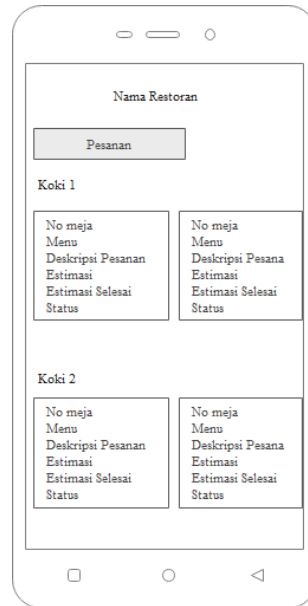 Nama Restoran
Pesanan
Koki 1
No meja
Menu
Deskripsi Pesanan
Estimasi
Estimasi Selesai
Status
No meja
Menu
Deskripsi Pesana
Estimasi
Estimasi Selesai
Status
Koki 2
No meja
Menu
Deskripsi Pesanan
Estimasi
Estimasi Selesai
Status
No meja
Menu
Deskripsi Pesana
Estimasi
Estimasi Selesai
Status